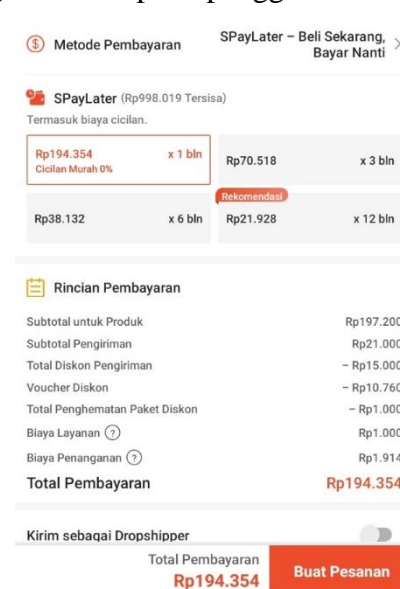 Metode Pembayaran
SPayLater – Beli Sekarang, Bayar Nanti
SPayLater (Rp998.019 Tersisa)
Termasuk biaya cicilan.
Rp194.354 x 1 bln
Cicilan Murah 0%
Rp70.518 x 3 bln
Rekomendasi
Rp38.132 x 6 bln
Rp21.928 x 12 bln
Rincian Pembayaran
Subtotal untuk Produk Rp197.200
Subtotal Pengiriman Rp21.000
Total Diskon Pengiriman – Rp15.000
Voucher Diskon – Rp10.760
Total Penghematan Paket Diskon – Rp1.000
Biaya Layanan ? Rp1.000
Biaya Penanganan ? Rp1.914
Total Pembayaran Rp194.354
Kirim sebagai Dropshipper
Total Pembayaran
Rp194.354
Buat Pesanan